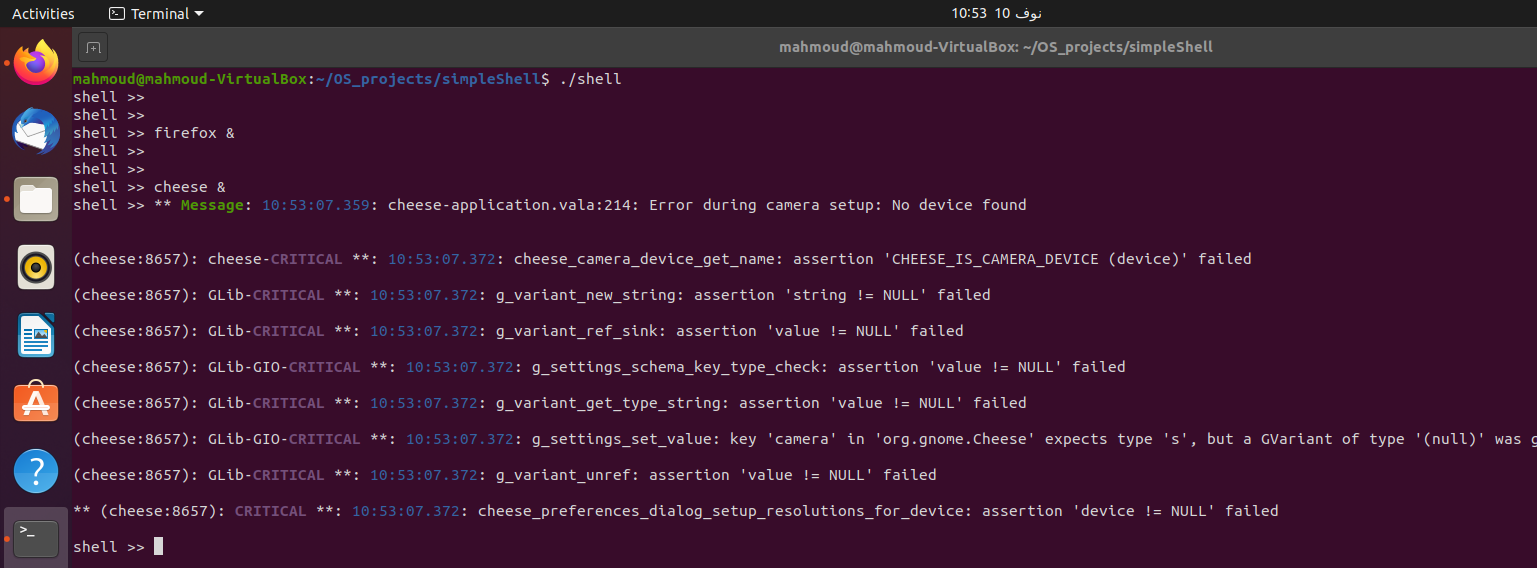 Activities
Terminal
10:53 10 نوف
mahmoud@mahmoud-VirtualBox: ~/OS_projects/simpleShell
mahmoud@mahmoud-VirtualBox:~/OS_projects/simpleShell$ ./shell
shell >>
shell >>
shell >> firefox &
shell >>
shell >>
shell >> cheese &
shell >> ** Message: 10:53:07.359: cheese-application.vala:214: Error during camera setup: No device found
(cheese:8657): cheese-CRITICAL **: 10:53:07.372: cheese_camera_device_get_name: assertion 'CHEESE_IS_CAMERA_DEVICE (device)' failed
(cheese:8657): GLib-CRITICAL **: 10:53:07.372: g_variant_new_string: assertion 'string != NULL' failed
(cheese:8657): GLib-CRITICAL **: 10:53:07.372: g_variant_ref_sink: assertion 'value != NULL' failed
(cheese:8657): GLib-GIO-CRITICAL **: 10:53:07.372: g_settings_schema_key_type_check: assertion 'value != NULL' failed
(cheese:8657): GLib-CRITICAL **: 10:53:07.372: g_variant_get_type_string: assertion 'value != NULL' failed
(cheese:8657): GLib-GIO-CRITICAL **: 10:53:07.372: g_settings_set_value: key 'camera' in 'org.gnome.Cheese' expects type 's', but a GVariant of type '(null)' was
(cheese:8657): GLib-CRITICAL **: 10:53:07.372: g_variant_unref: assertion 'value != NULL' failed
** (cheese:8657): CRITICAL **: 10:53:07.372: cheese_preferences_dialog_setup_resolutions_for_device: assertion 'device != NULL' failed
shell >>